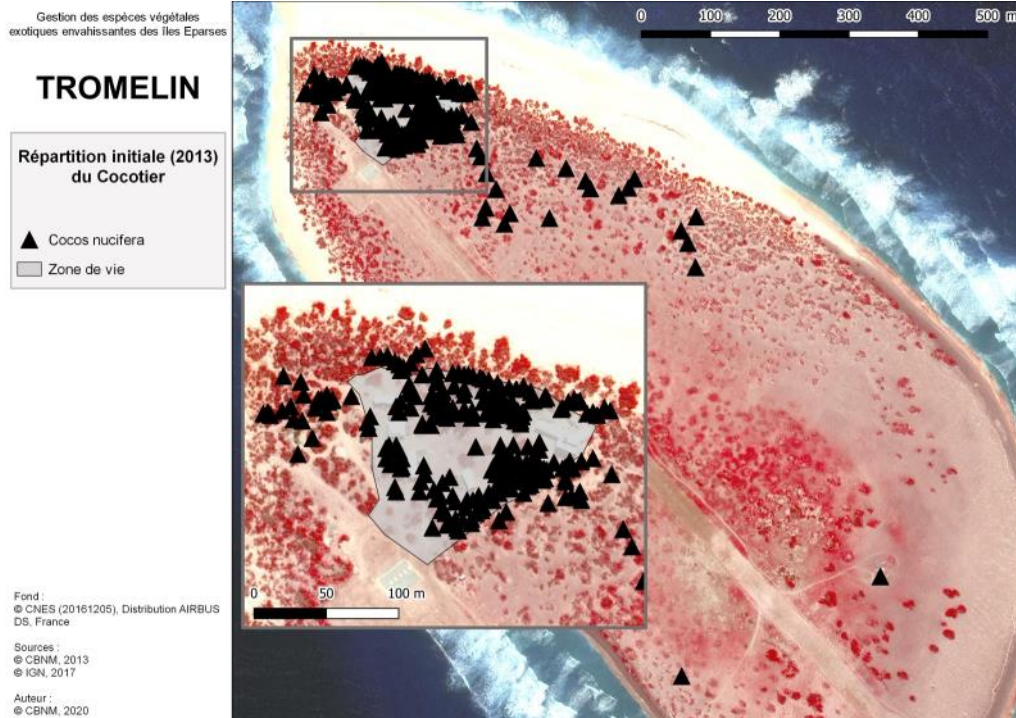 Gestion des espèces végétales
exotiques envahissantes des îles Eparses
TROMELIN
Répartition initiale (2013)
du Cocotier
Cocos nucifera
Zone de vie
Fond :
© CNES (20161205), Distribution AIRBUS
DS, France
Sources :
© CBNM, 2013
© IGN, 2017
Auteur :
© CBNM, 2020
0 100 200 300 400 500 m
0 50 100 m